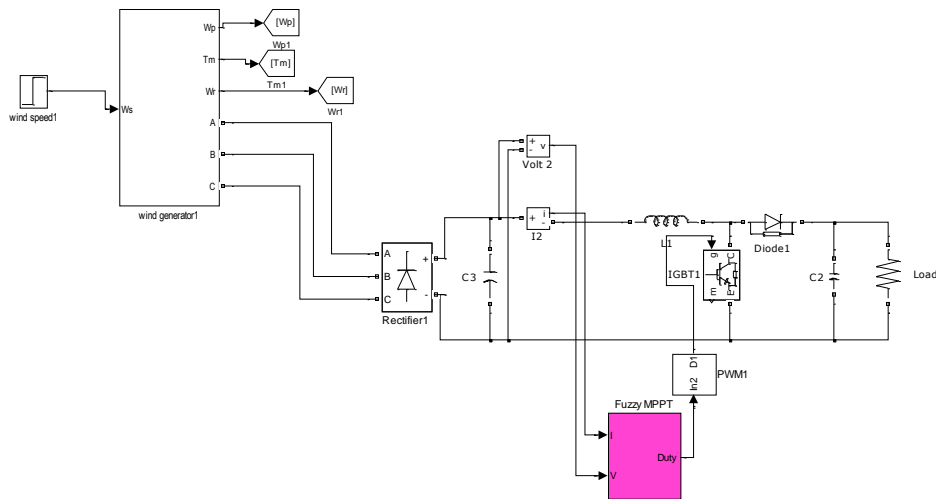 Wp
[Wp]
Wp1
Tm
[Tm]
Tm1
Wr
[Wr]
Wr1
Ws
wind speed1
A
B
C
wind generator1
+
-
v
Volt 2
+
i
-
I2
L1
Diode1
g
C
m
E
IGBT1
C3
C2
Load
A
B
C
+
-
Rectifier1
D1
In2
PWM1
Fuzzy MPPT
I
V
Duty